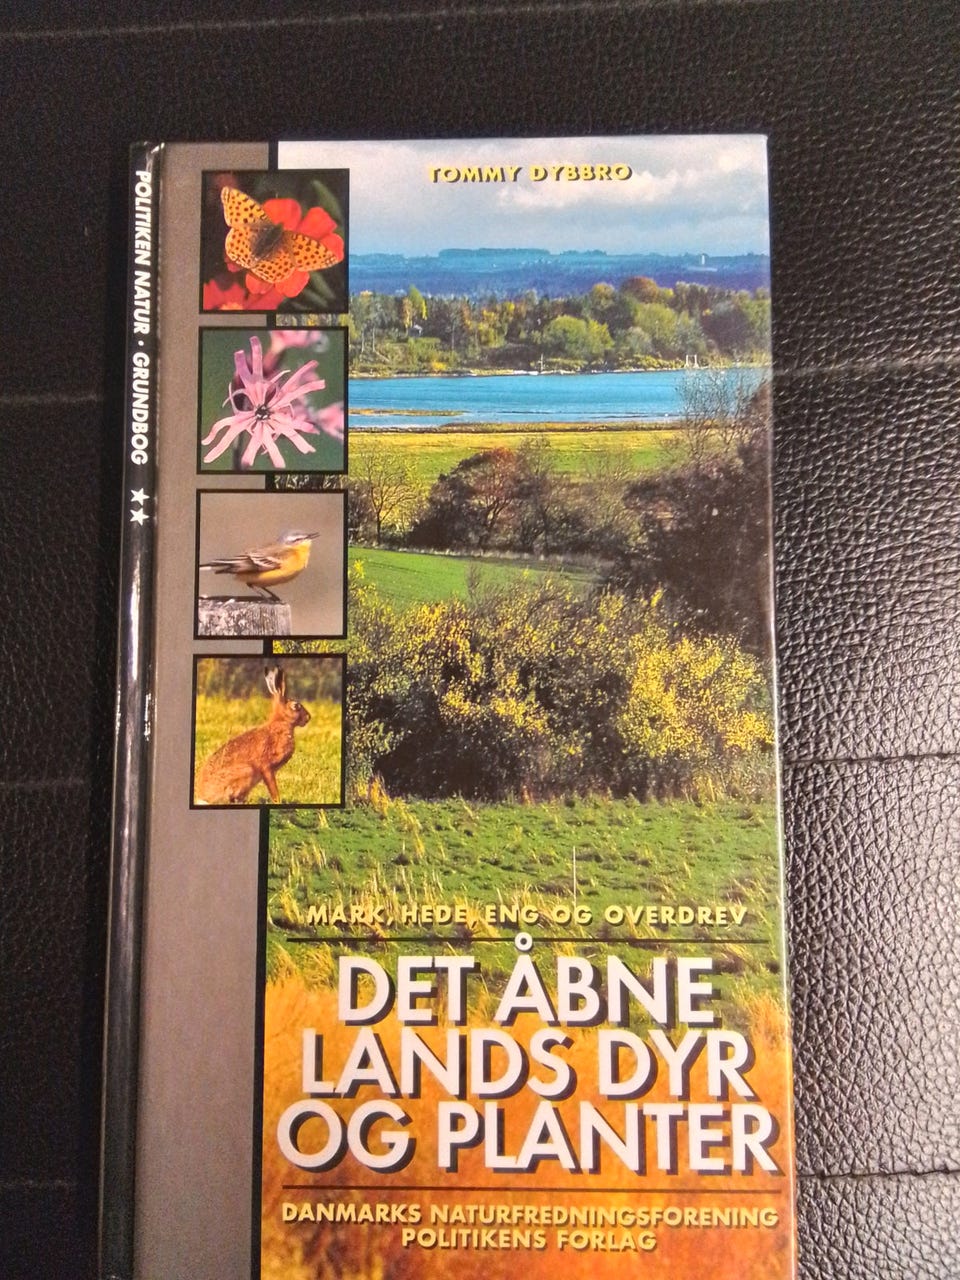 POLITIKEN NATUR • GRUNDBOG ★★
TOMMY DYBBRO
MARK, HEDE, ENG OG OVERDREV
DET ÅBNE
LANDS DYR
OG PLANTER
DANMARKS NATURFREDNINGSFORENING
POLITIKENS FORLAG